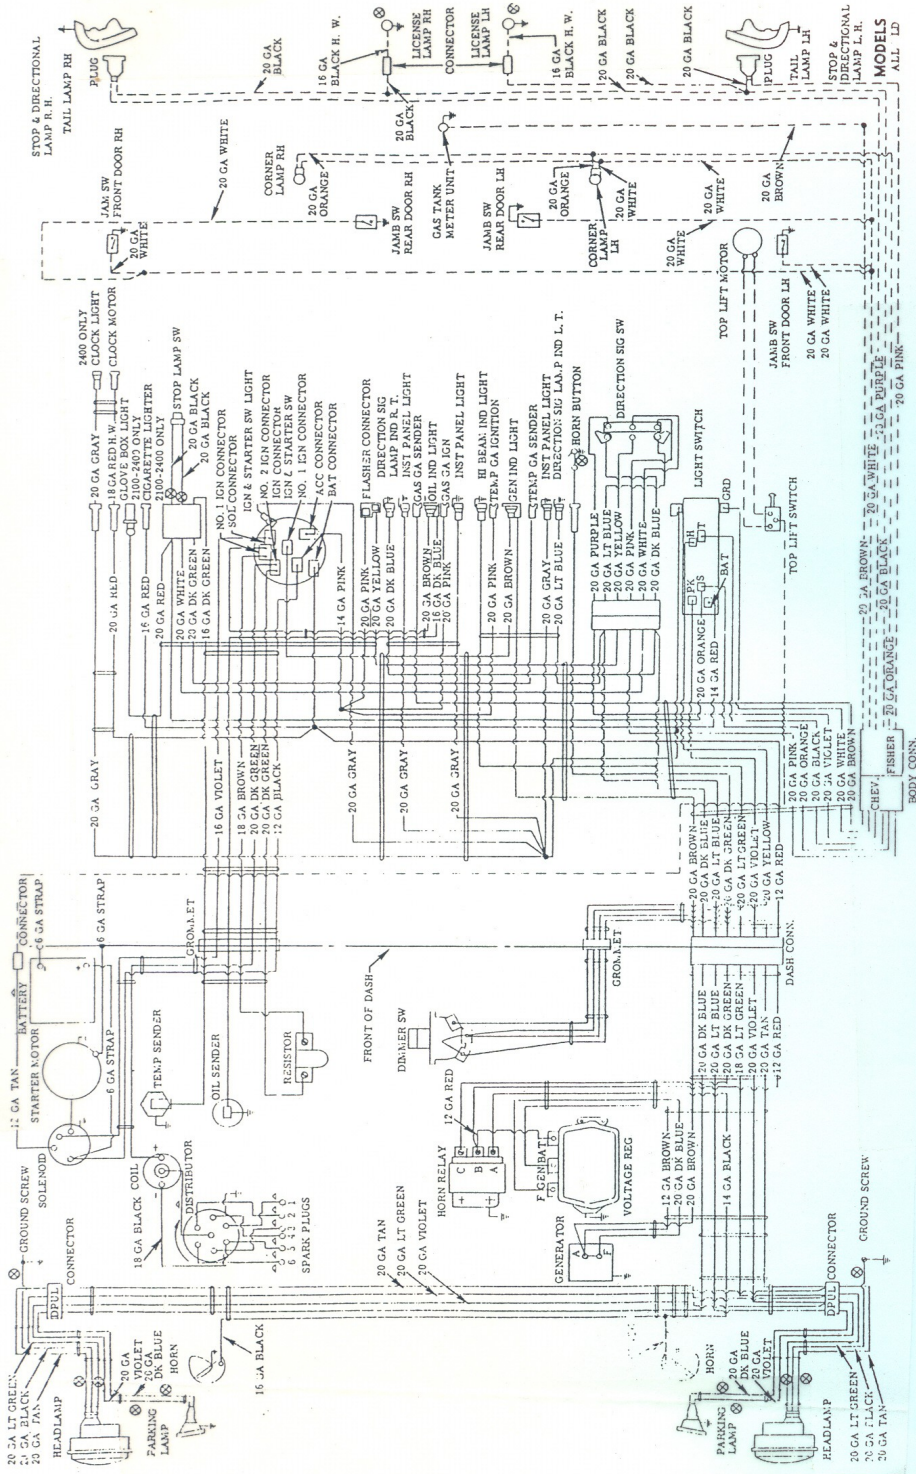 STOP & DIRECTIONAL
LAMP R.H.
TAIL LAMP RH
PLUG
20 GA
BLACK
16 GA
BLACK H. W.
LICENSE
LAMP RH
CONNECTOR
LICENSE
LAMP LH
16 GA
BLACK H. W.
20 GA BLACK
20 GA BLACK
20 GA BLACK
PLUG
TAIL
LAMP LH
STOP &
DIRECTIONAL
LAMP L.H.
MODELS
ALL LD
20 GA
BLACK
JAM SW
FRONT DOOR RH
20 GA
WHITE
20 GA WHITE
CORNER
LAMP RH
20 GA
ORANGE
JAMB SW
REAR DOOR RH
GAS TANK
METER UNIT
JAMB SW
REAR DOOR LH
20 GA
ORANGE
CORNER
LAMP
LH
20 GA
WHITE
20 GA
WHITE
20 GA
WHITE
20 GA
BROWN
TOP LIFT MOTOR
JAMB SW
FRONT DOOR LH
20 GA WHITE
20 GA WHITE
2400 ONLY
CLOCK LIGHT
CLOCK MOTOR
20 GA GRAY
18 GA RED H.W.
GLOVE BOX LIGHT
2100-2400 ONLY
CIGARETTE LIGHTER
2100-2400 ONLY
STOP LAMP SW
20 GA BLACK
20 GA BLACK
20 GA RED
16 GA RED
20 GA RED
20 GA WHITE
20 GA DK GREEN
16 GA DK GREEN
NO. 1 IGN CONNECTOR
SOL CONNECTOR
IGN & STARTER SW LIGHT
NO. 2 IGN CONNECTOR
IGN CONNECTOR
IGN & STARTER SW
NO. 1 IGN CONNECTOR
ACC CONNECTOR
BAT CONNECTOR
14 GA PINK
FLASHER CONNECTOR
DIRECTION SIG
LAMP IND R. T.
INST PANEL LIGHT
GAS GA SENDER
OIL IND LIGHT
GAS GA IGN
INST PANEL LIGHT
HI BEAM IND LIGHT
TEMP GA IGNITION
GEN IND LIGHT
TEMP GA SENDER
INST PANEL LIGHT
DIRECTION SIG LAMP IND L. T.
HORN BUTTON
20 GA PINK
20 GA YELLOW
20 GA DK BLUE
20 GA BROWN
18 GA DK BLUE
20 GA PINK
20 GA PINK
20 GA BROWN
20 GA GRAY
20 GA LT BLUE
DIRECTION SIG SW
20 GA PURPLE
20 GA LT BLUE
20 GA YELLOW
20 GA PINK
20 GA WHITE
20 GA DK BLUE
LIGHT SWITCH
H
T
PK
S
BAT
GRD
20 GA ORANGE
14 GA RED
TOP LIFT SWITCH
20 GA BROWN
20 GA WHITE
20 GA PURPLE
20 GA BLACK
20 GA ORANGE
20 GA PINK
20 GA GRAY
16 GA VIOLET
18 GA BROWN
20 GA DK GREEN
20 GA DK GREEN
12 GA BLACK
20 GA GRAY
20 GA GRAY
20 GA GRAY
20 GA PINK
20 GA ORANGE
20 GA BLACK
20 GA VIOLET
20 GA WHITE
20 GA BROWN
CHEV.
FISHER
BODY CONN.
20 GA BROWN
20 GA DK BLUE
20 GA LT BLUE
20 GA DK GREEN
20 GA LT GREEN
20 GA VIOLET
20 GA YELLOW
12 GA RED
12 GA TAN
BATTERY
CONNECTOR
6 GA STRAP
6 GA STRAP
STARTER MOTOR
6 GA STRAP
SOLENOID
GROUND SCREW
TEMP SENDER
OIL SENDER
GROMMET
RESISTOR
FRONT OF DASH
DIMMER SW
GROMMET
DASH CONN.
20 GA DK BLUE
20 GA LT BLUE
20 GA DK GREEN
18 GA LT GREEN
20 GA VIOLET
20 GA TAN
12 GA RED
COIL
18 GA BLACK
DISTRIBUTOR
SPARK PLUGS
6 5 4 3 2 1
HORN RELAY
12 GA RED
C
B
A
F GEN BAT
VOLTAGE REG
GENERATOR
A
F
12 GA BROWN
20 GA DK BLUE
20 GA BROWN
14 GA BLACK
20 GA TAN
20 GA LT GREEN
20 GA VIOLET
CONNECTOR
DPUL
CONNECTOR
DPUL
GROUND SCREW
20 GA LT GREEN
20 GA BLACK
20 GA TAN
HEADLAMP
20 GA
VIOLET
20 GA
DK BLUE
HORN
PARKING
LAMP
16 GA BLACK
HORN
20 GA
DK BLUE
20 GA
VIOLET
PARKING
LAMP
HEADLAMP
20 GA LT GREEN
20 GA BLACK
20 GA TAN